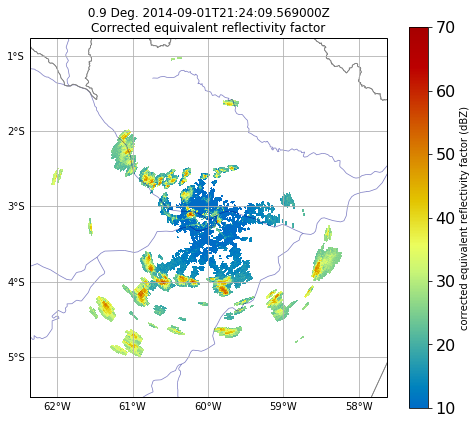 0.9 Deg. 2014-09-01T21:24:09.569000Z
Corrected equivalent reflectivity factor
1°S
2°S
3°S
4°S
5°S
62°W 61°W 60°W 59°W 58°W
70
60
50
40
30
20
10
corrected equivalent reflectivity factor (dBZ)